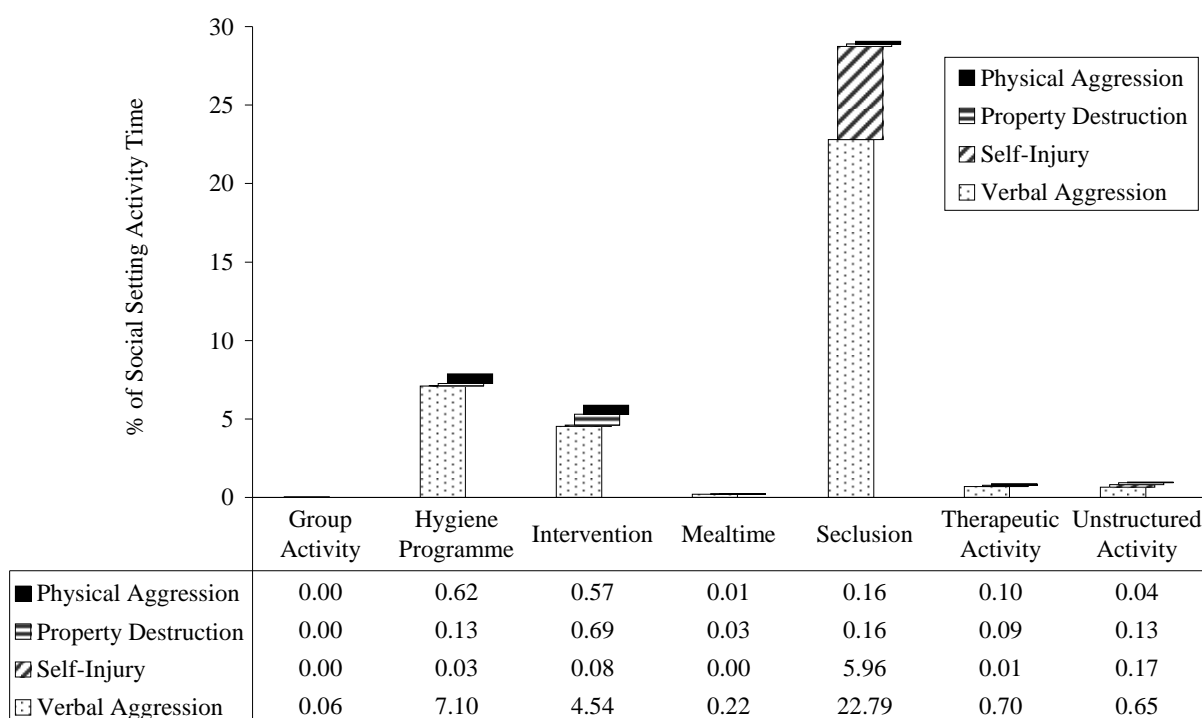 % of Social Setting Activity Time
30
25
20
15
10
5
0
Physical Aggression
Property Destruction
Self-Injury
Verbal Aggression
Group Activity
Hygiene Programme
Intervention
Mealtime
Seclusion
Therapeutic Activity
Unstructured Activity
Physical Aggression 0.00 0.62 0.57 0.01 0.16 0.10 0.04
Property Destruction 0.00 0.13 0.69 0.03 0.16 0.09 0.13
Self-Injury 0.00 0.03 0.08 0.00 5.96 0.01 0.17
Verbal Aggression 0.06 7.10 4.54 0.22 22.79 0.70 0.65